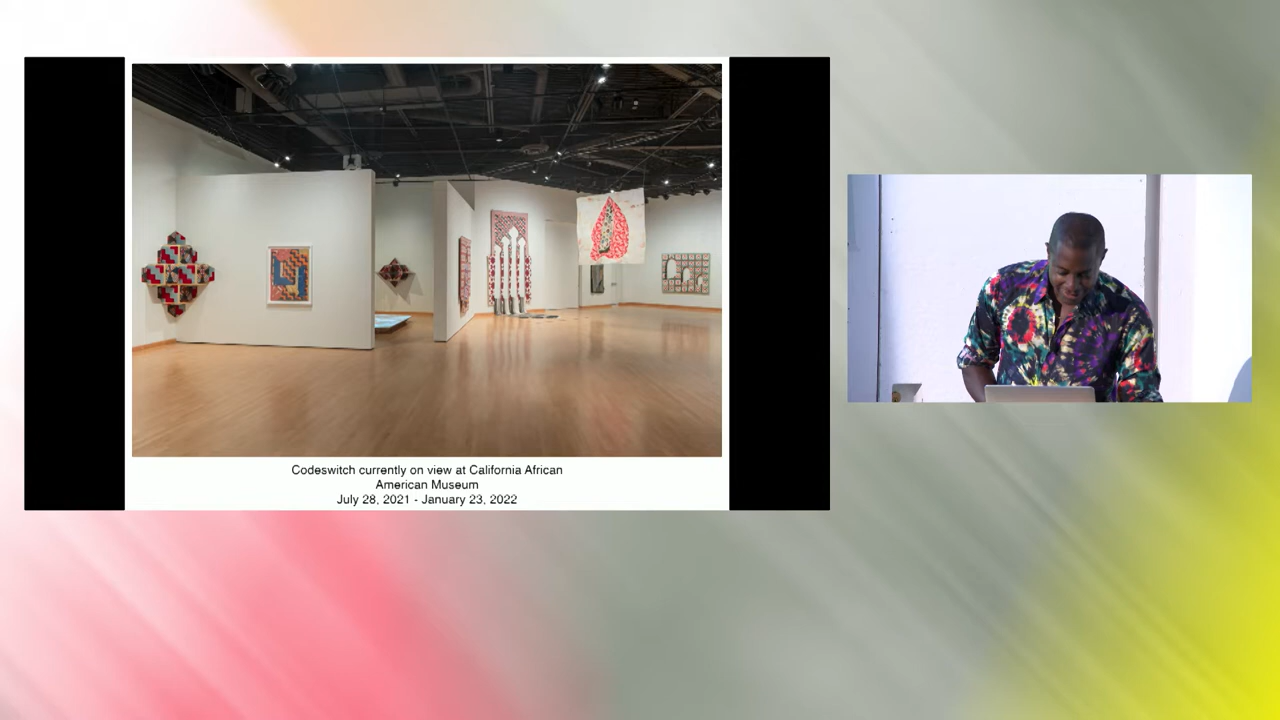 Codeswitch currently on view at California African
American Museum
July 28, 2021 - January 23, 2022